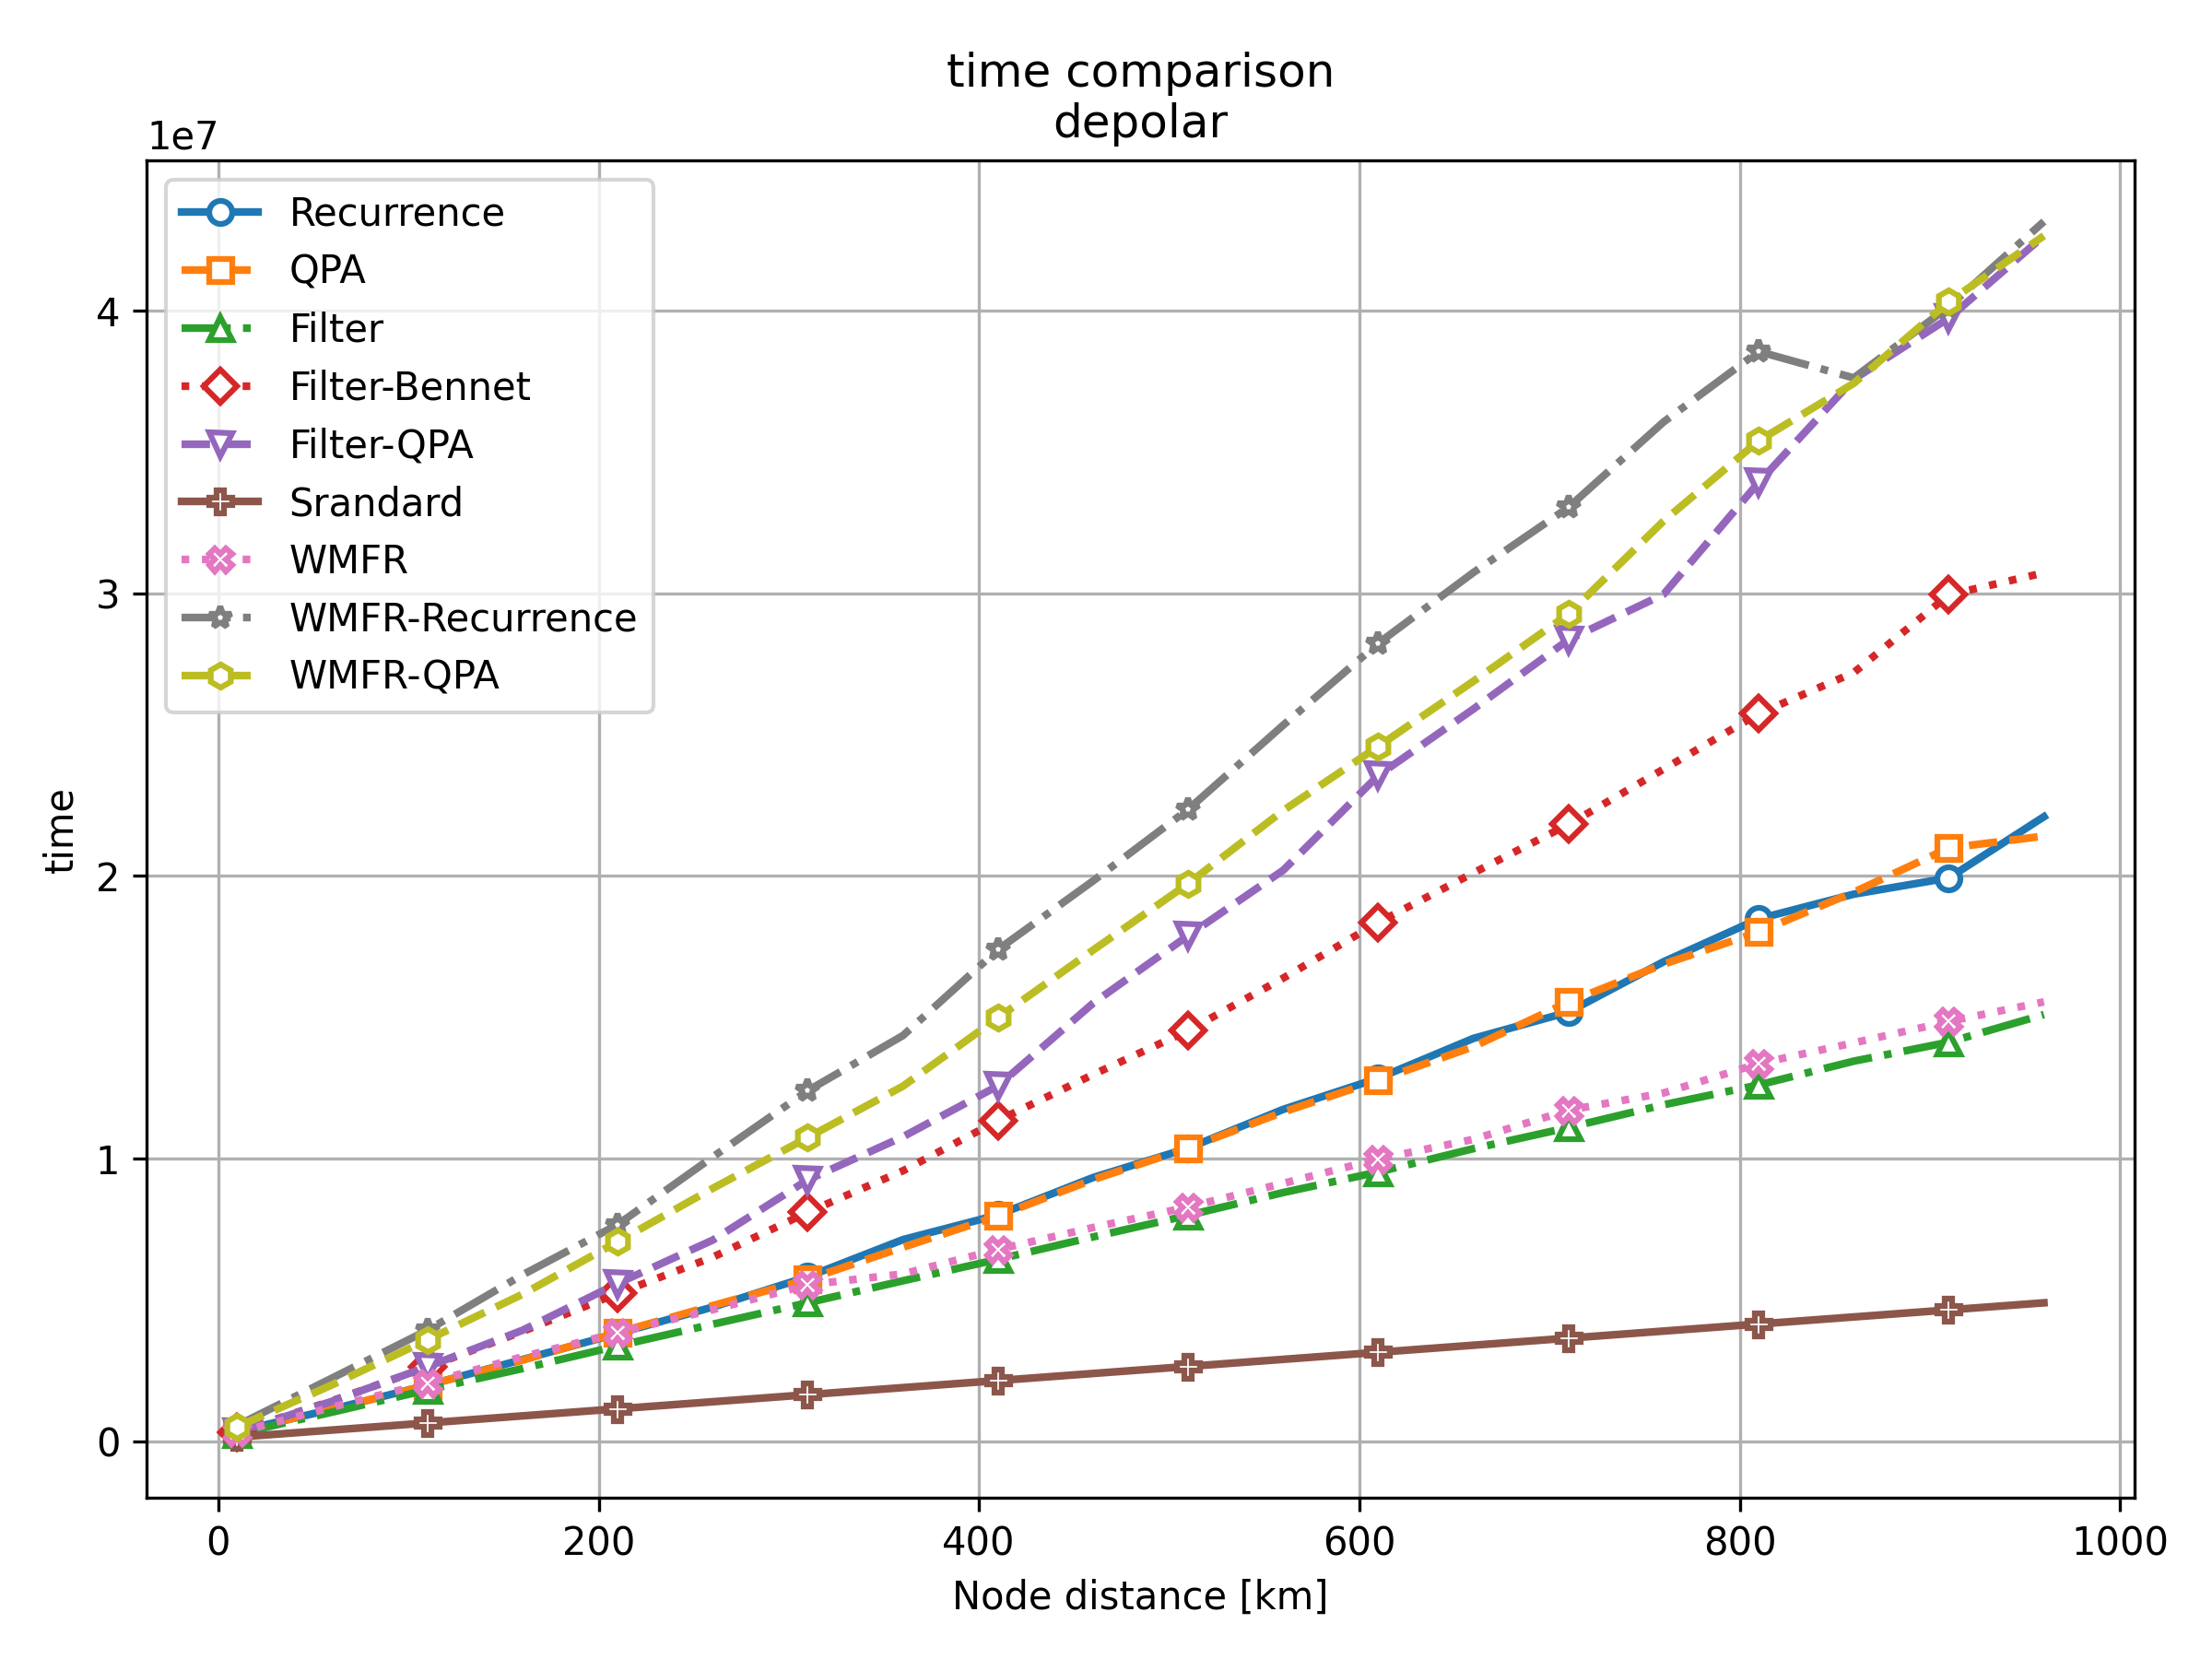 time comparison
depolar
1e7
Recurrence
QPA
Filter
Filter-Bennet
Filter-QPA
Srandard
WMFR
WMFR-Recurrence
WMFR-QPA
4
3
2
1
0
time
0 200 400 600 800 1000
Node distance [km]